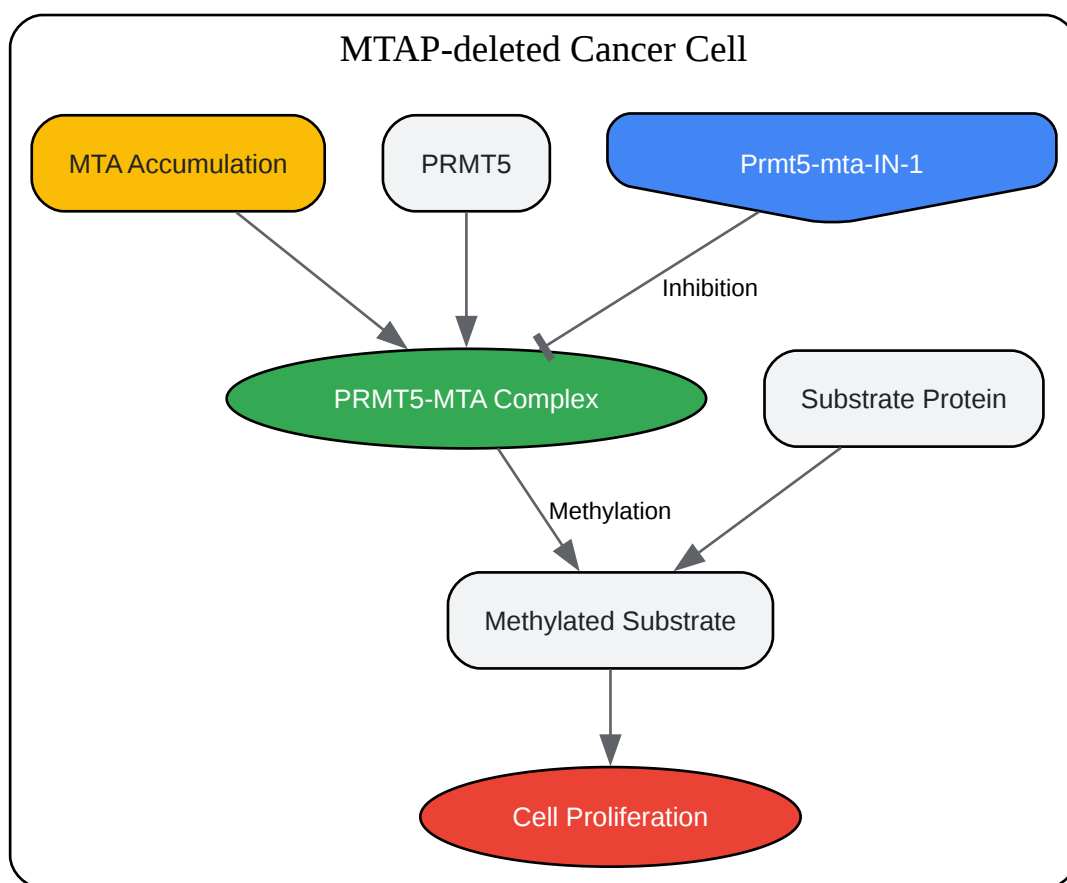 MTAP-deleted Cancer Cell
MTA Accumulation
PRMT5
Prmt5-mta-IN-1
Inhibition
PRMT5-MTA Complex
Substrate Protein
Methylation
Methylated Substrate
Cell Proliferation